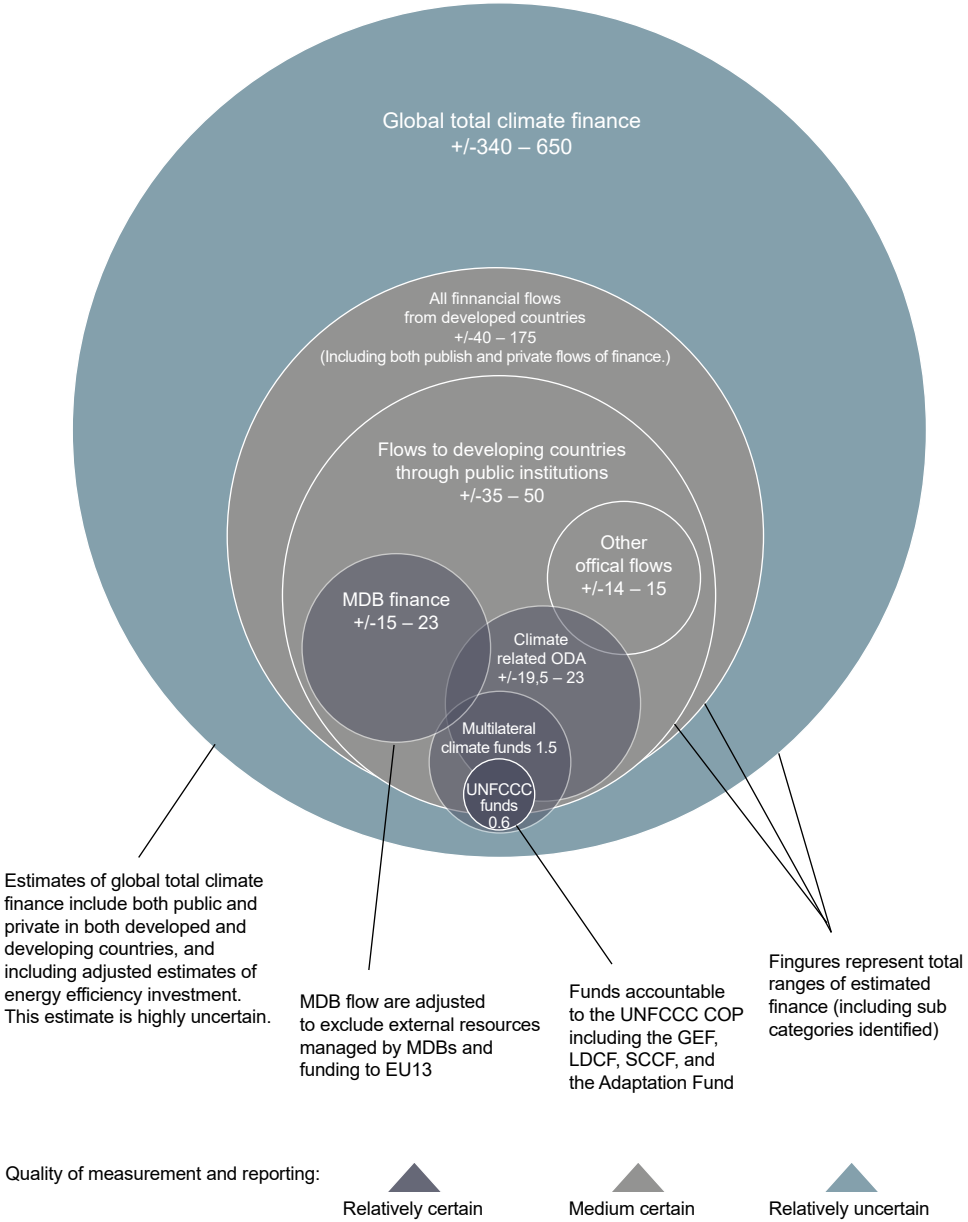 Global total climate finance
+/-340 – 650
All finnancial flows
from developed countries
+/-40 – 175
(Including both publish and private flows of finance.)
Flows to developing countries
through public institutions
+/-35 – 50
Other
offical flows
+/-14 – 15
MDB finance
+/-15 – 23
Climate
related ODA
+/-19,5 – 23
Multilateral
climate funds 1.5
UNFCCC
funds
0.6
Estimates of global total climate
finance include both public and
private in both developed and
developing countries, and
including adjusted estimates of
energy efficiency investment.
This estimate is highly uncertain.
MDB flow are adjusted
to exclude external resources
managed by MDBs and
funding to EU13
Funds accountable
to the UNFCCC COP
including the GEF,
LDCF, SCCF, and
the Adaptation Fund
Fingures represent total
ranges of estimated
finance (including sub
categories identified)
Quality of measurement and reporting:
Relatively certain
Medium certain
Relatively uncertain